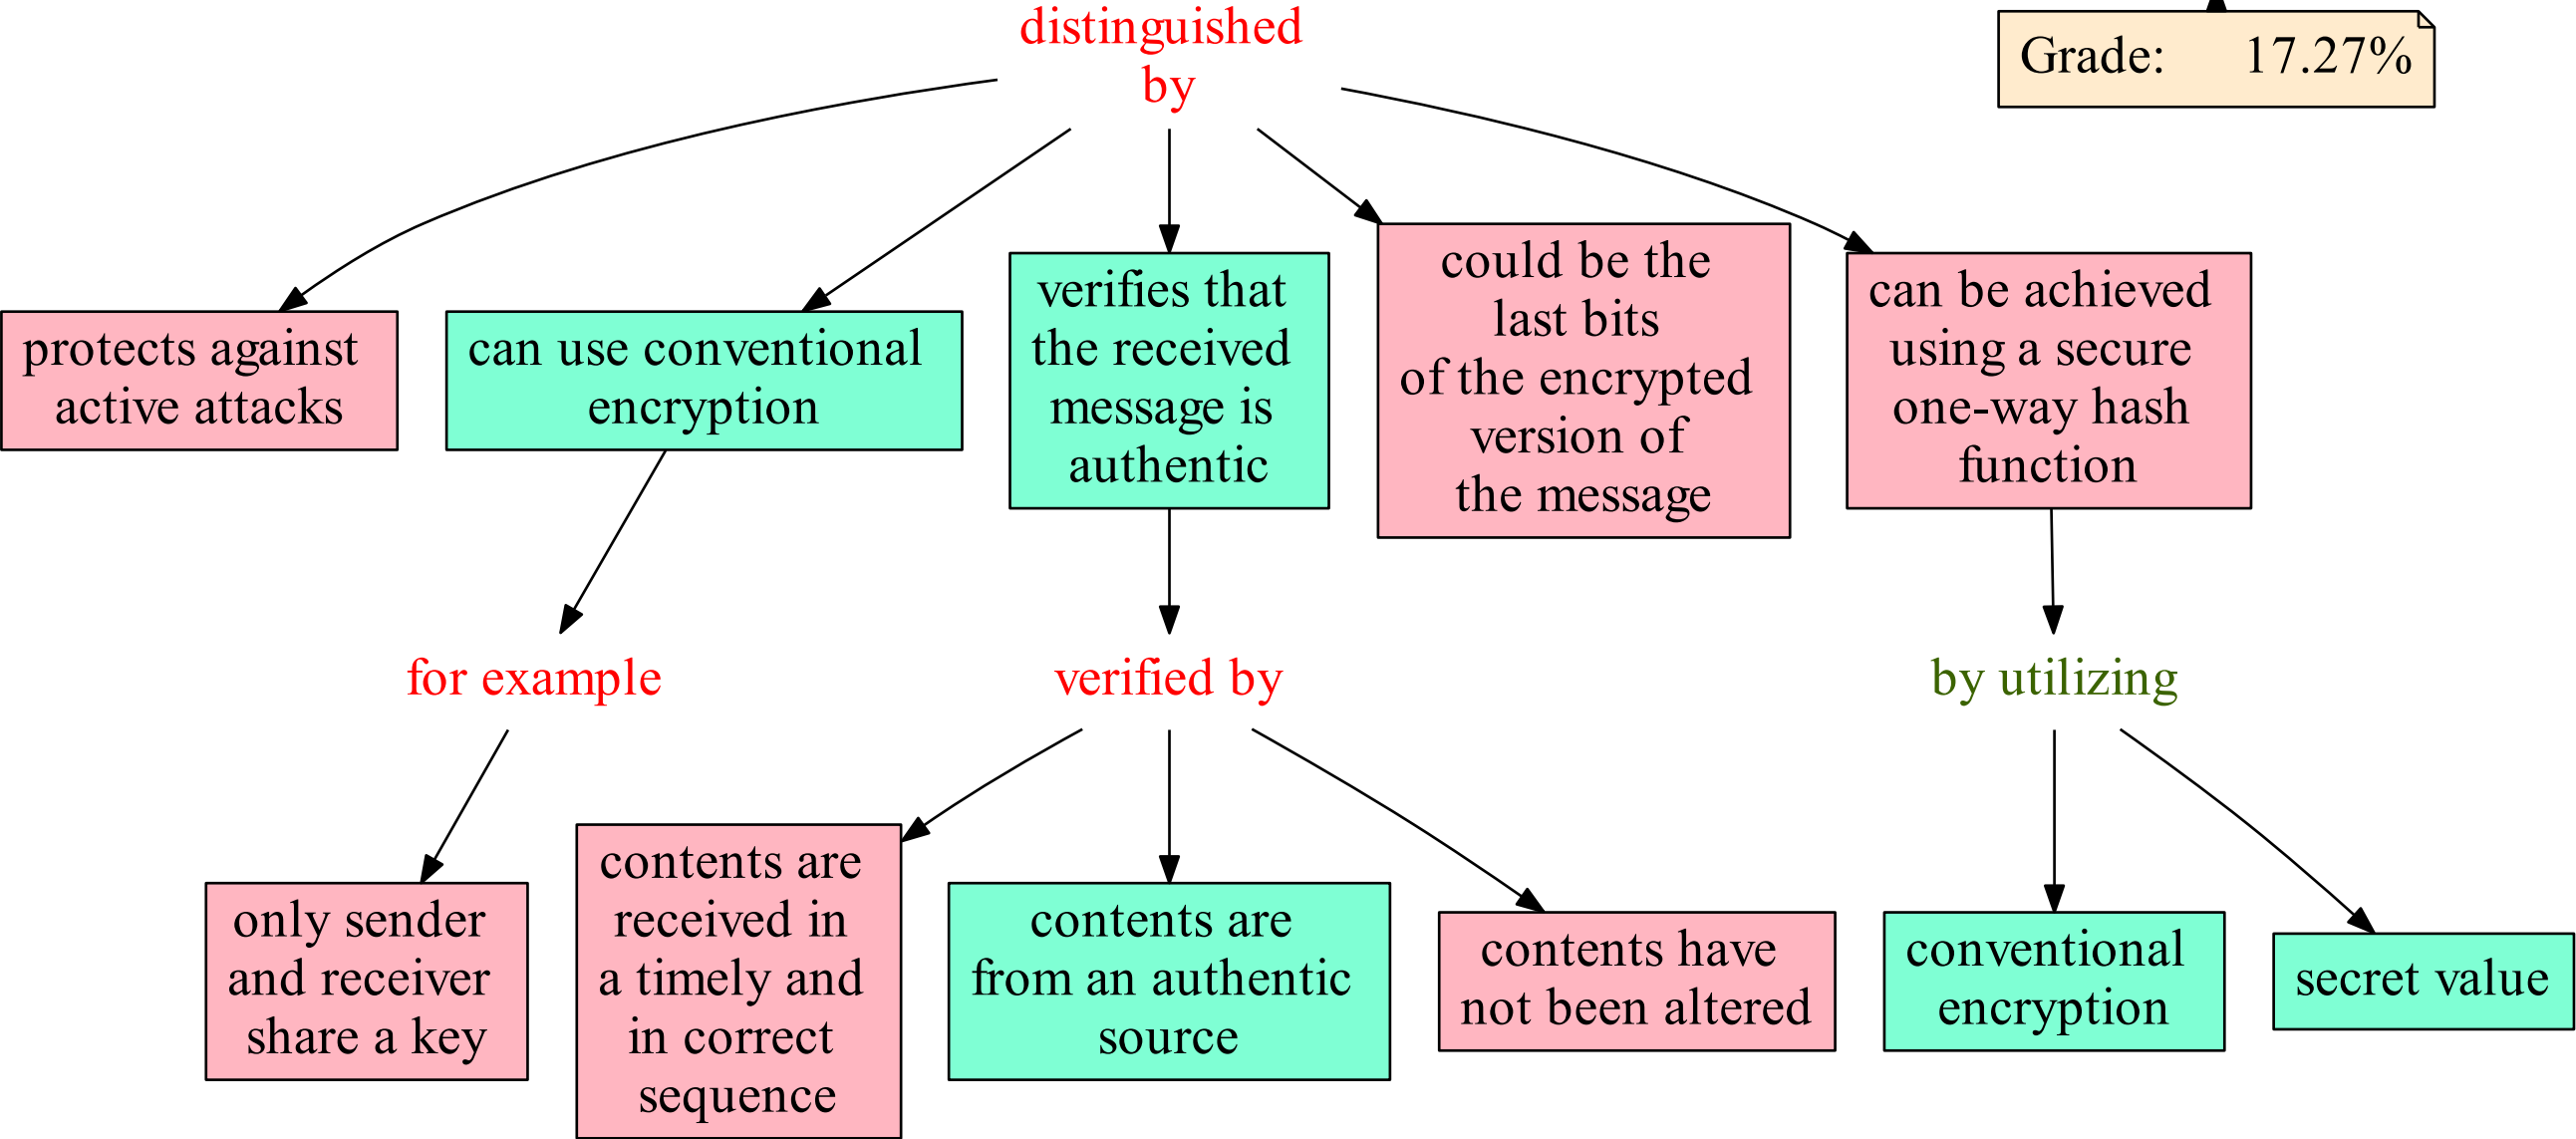 distinguished
by
Grade: 17.27%
protects against
active attacks
can use conventional
encryption
verifies that
the received
message is
authentic
could be the
last bits
of the encrypted
version of
the message
can be achieved
using a secure
one-way hash
function
for example
verified by
by utilizing
only sender
and receiver
share a key
contents are
received in
a timely and
in correct
sequence
contents are
from an authentic
source
contents have
not been altered
conventional
encryption
secret value